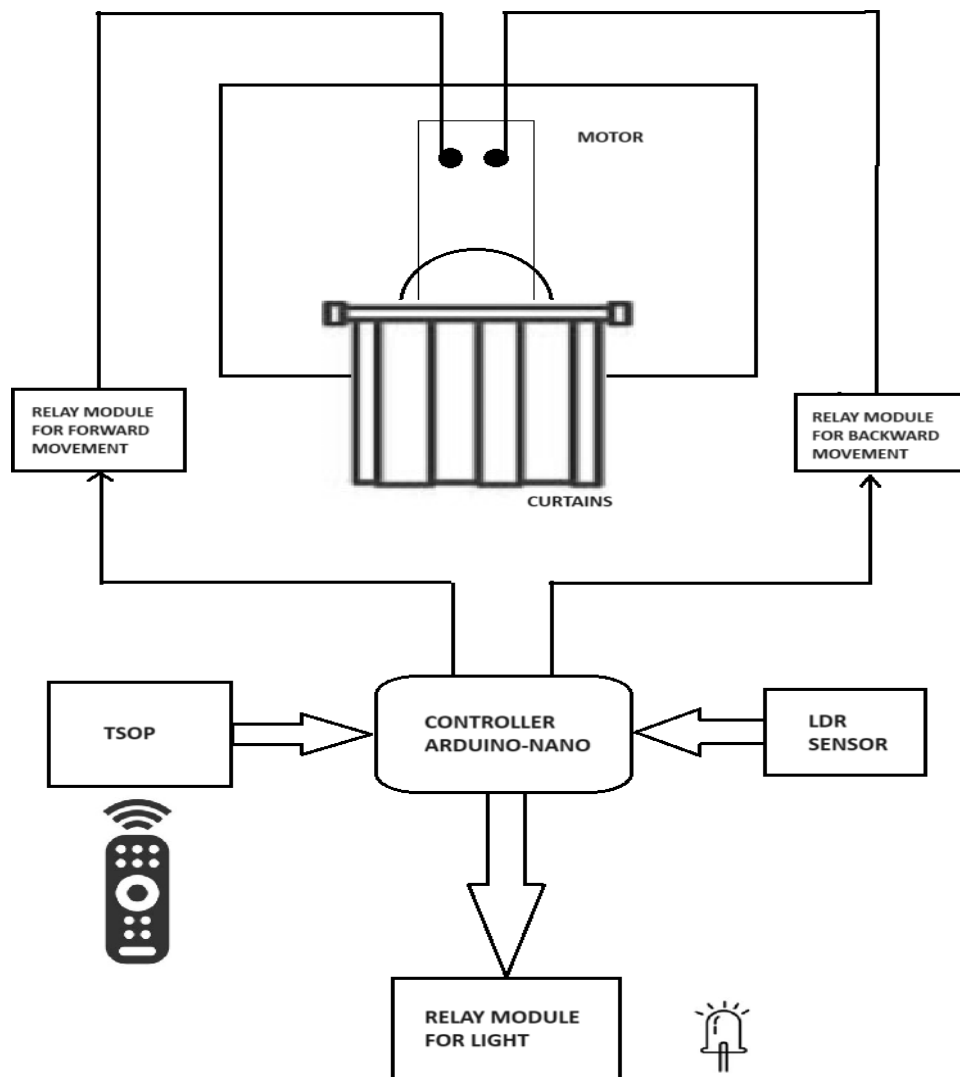 MOTOR
RELAY MODULE
FOR FORWARD
MOVEMENT
RELAY MODULE
FOR BACKWARD
MOVEMENT
CURTAINS
TSOP
CONTROLLER
ARDUINO-NANO
LDR
SENSOR
RELAY MODULE
FOR LIGHT